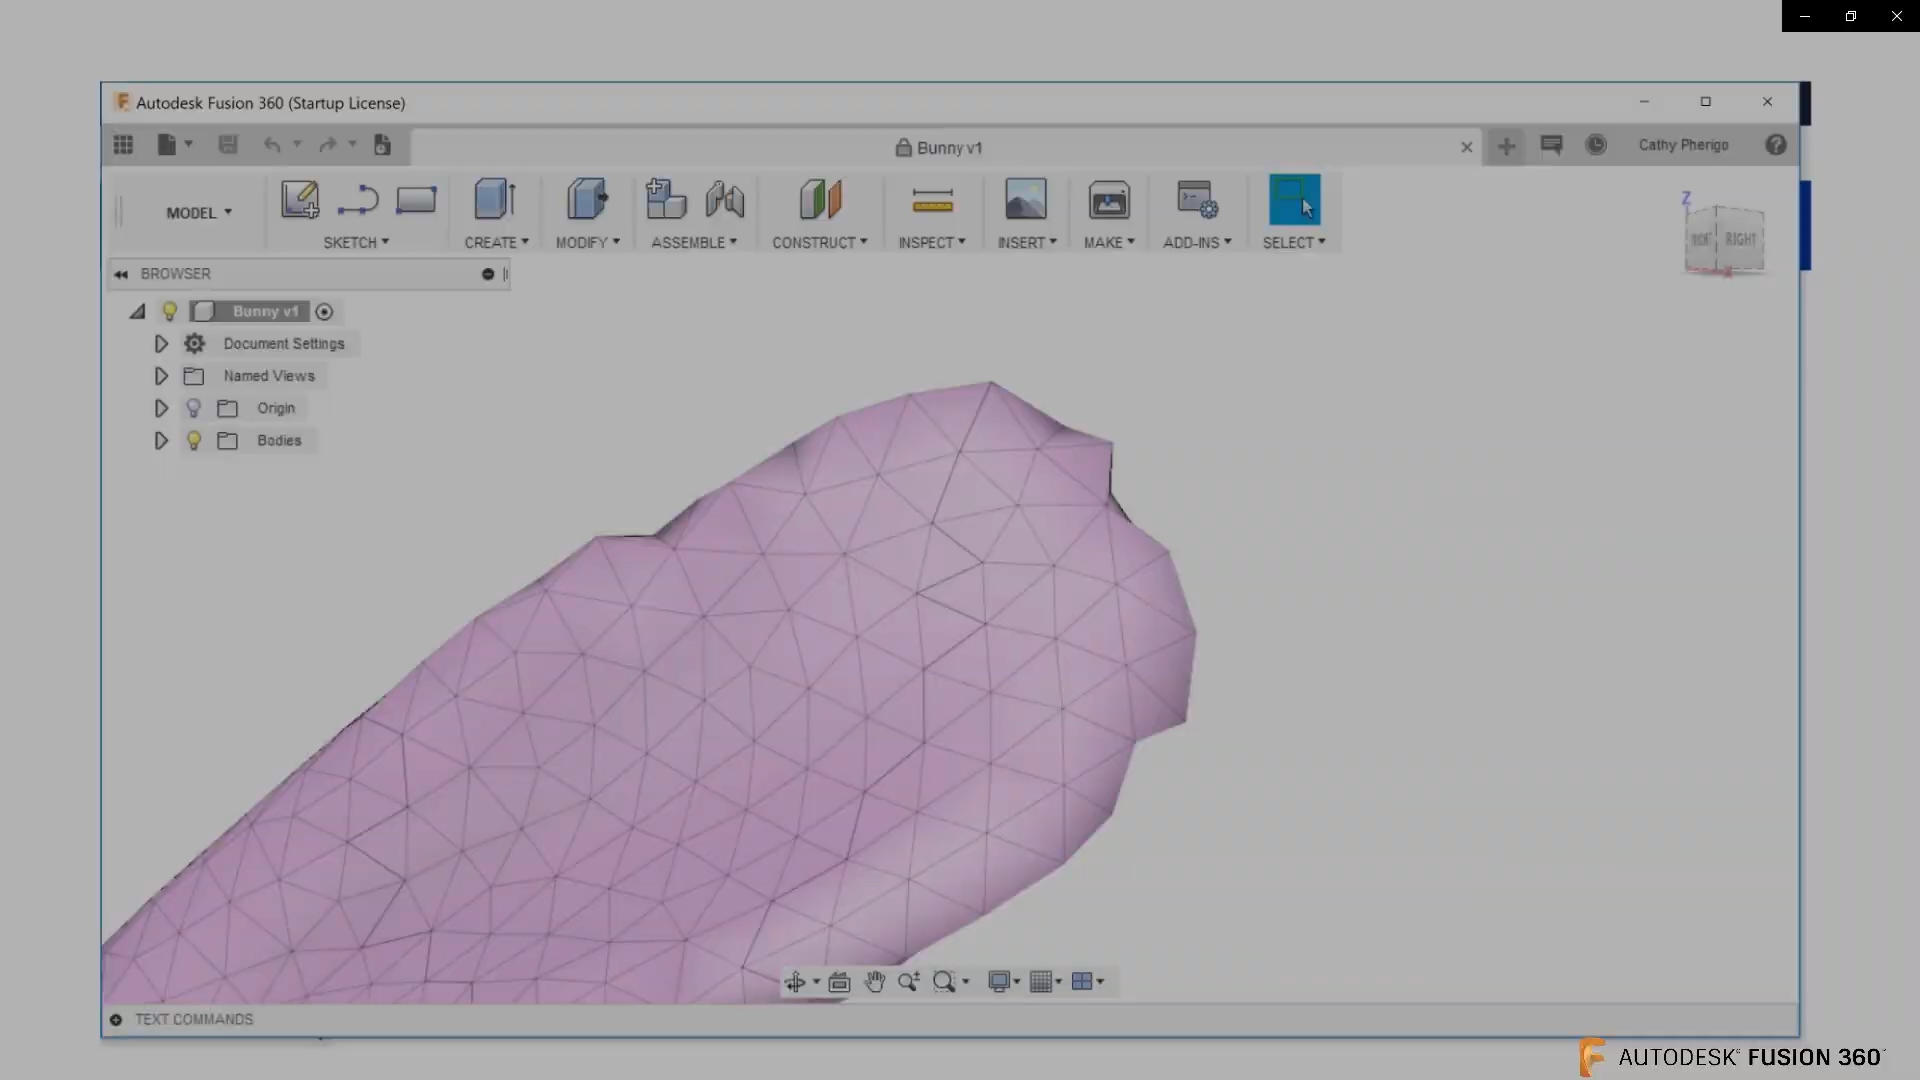 Autodesk Fusion 360 (Startup License)
Bunny v1
Cathy Pherigo
MODEL
SKETCH
CREATE
MODIFY
ASSEMBLE
CONSTRUCT
INSPECT
INSERT
MAKE
ADD-INS
SELECT
Z
RIGHT
X
BROWSER
Bunny v1
Document Settings
Named Views
Origin
Bodies
TEXT COMMANDS
AUTODESK® FUSION 360™